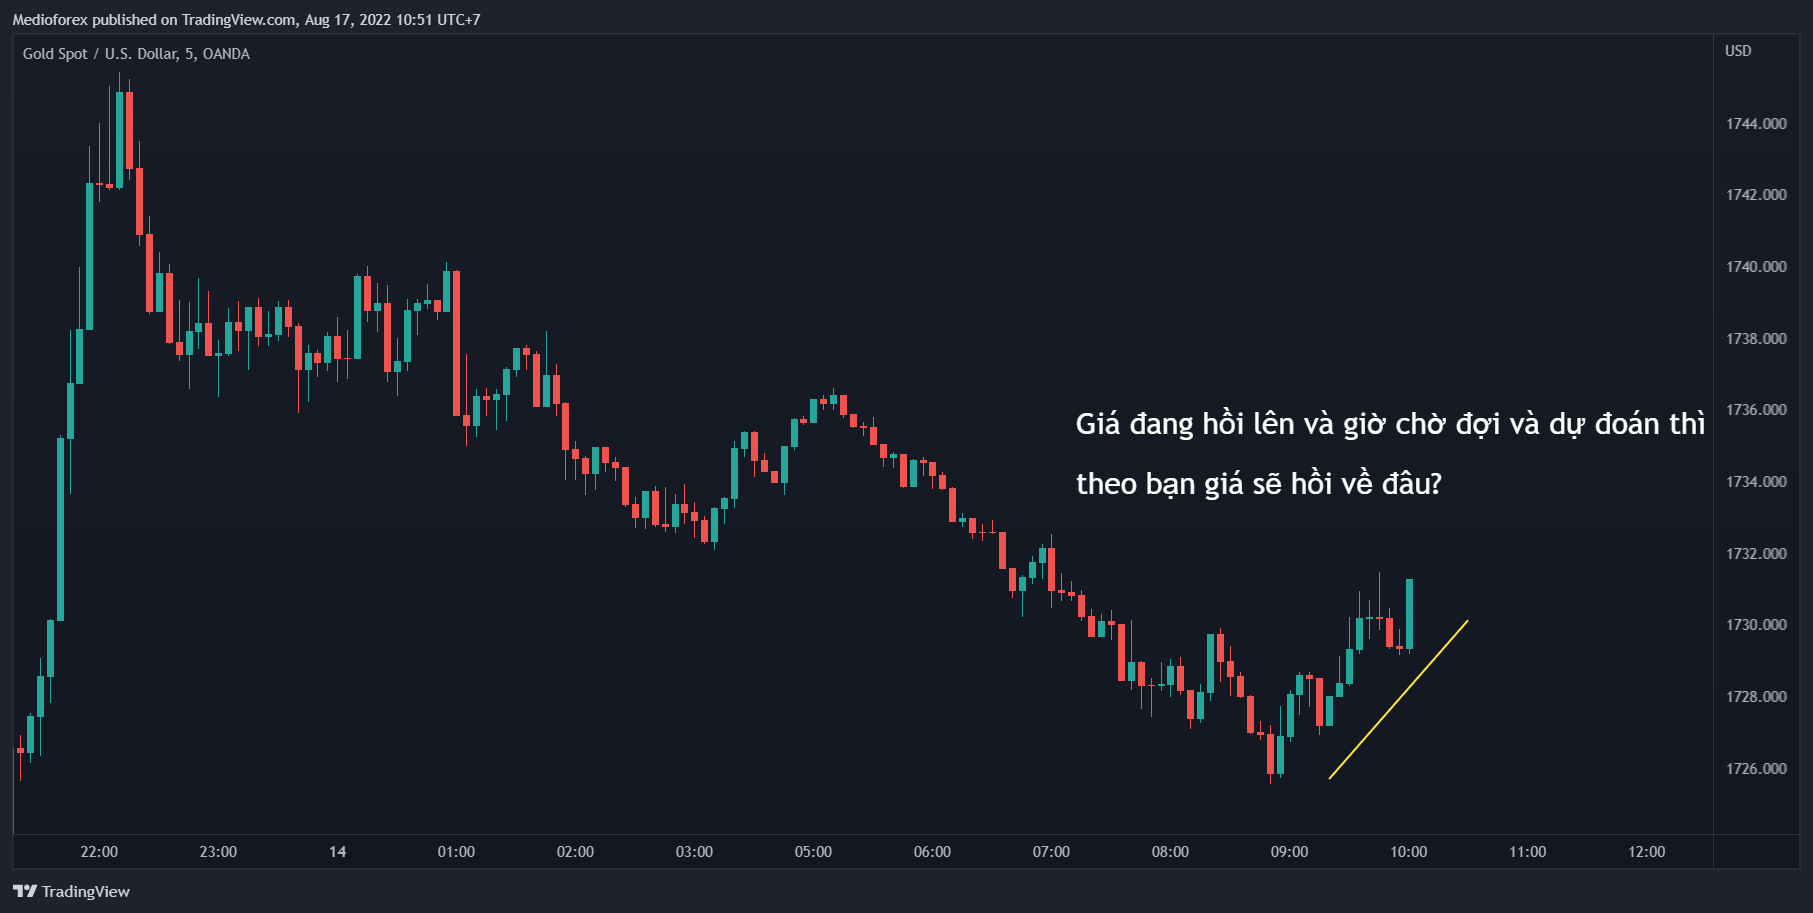 Medioforex published on TradingView.com, Aug 17, 2022 10:51 UTC+7
Gold Spot / U.S. Dollar, 5, OANDA
USD
1744.000
1742.000
1740.000
1738.000
1736.000
Giá đang hồi lên và giờ chờ đợi và dự đoán thì
theo bạn giá sẽ hồi về đâu?
1734.000
1732.000
1730.000
1728.000
1726.000
22:00 23:00 14 01:00 02:00 03:00 05:00 06:00 07:00 08:00 09:00 10:00 11:00 12:00
TradingView